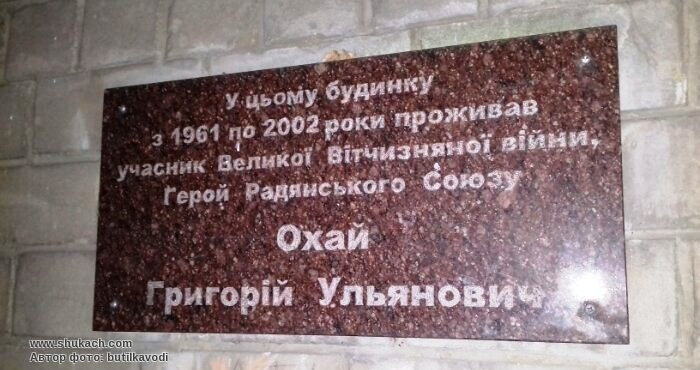 У цьому будинку
з 1961 по 2002 роки проживав
учасник Великої Вітчизняної війни,
Герой Радянського Союзу
Охай
Григорій Ульянович
www.shukach.com
Автор фото: butilkavodi